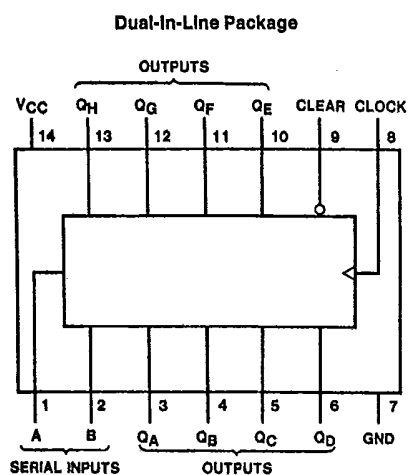 Dual-In-Line Package
OUTPUTS
VCC QH QG QF QE CLEAR CLOCK
14 13 12 11 10 9 8
1 2 3 4 5 6 7
A B QA QB QC QD GND
SERIAL INPUTS OUTPUTS